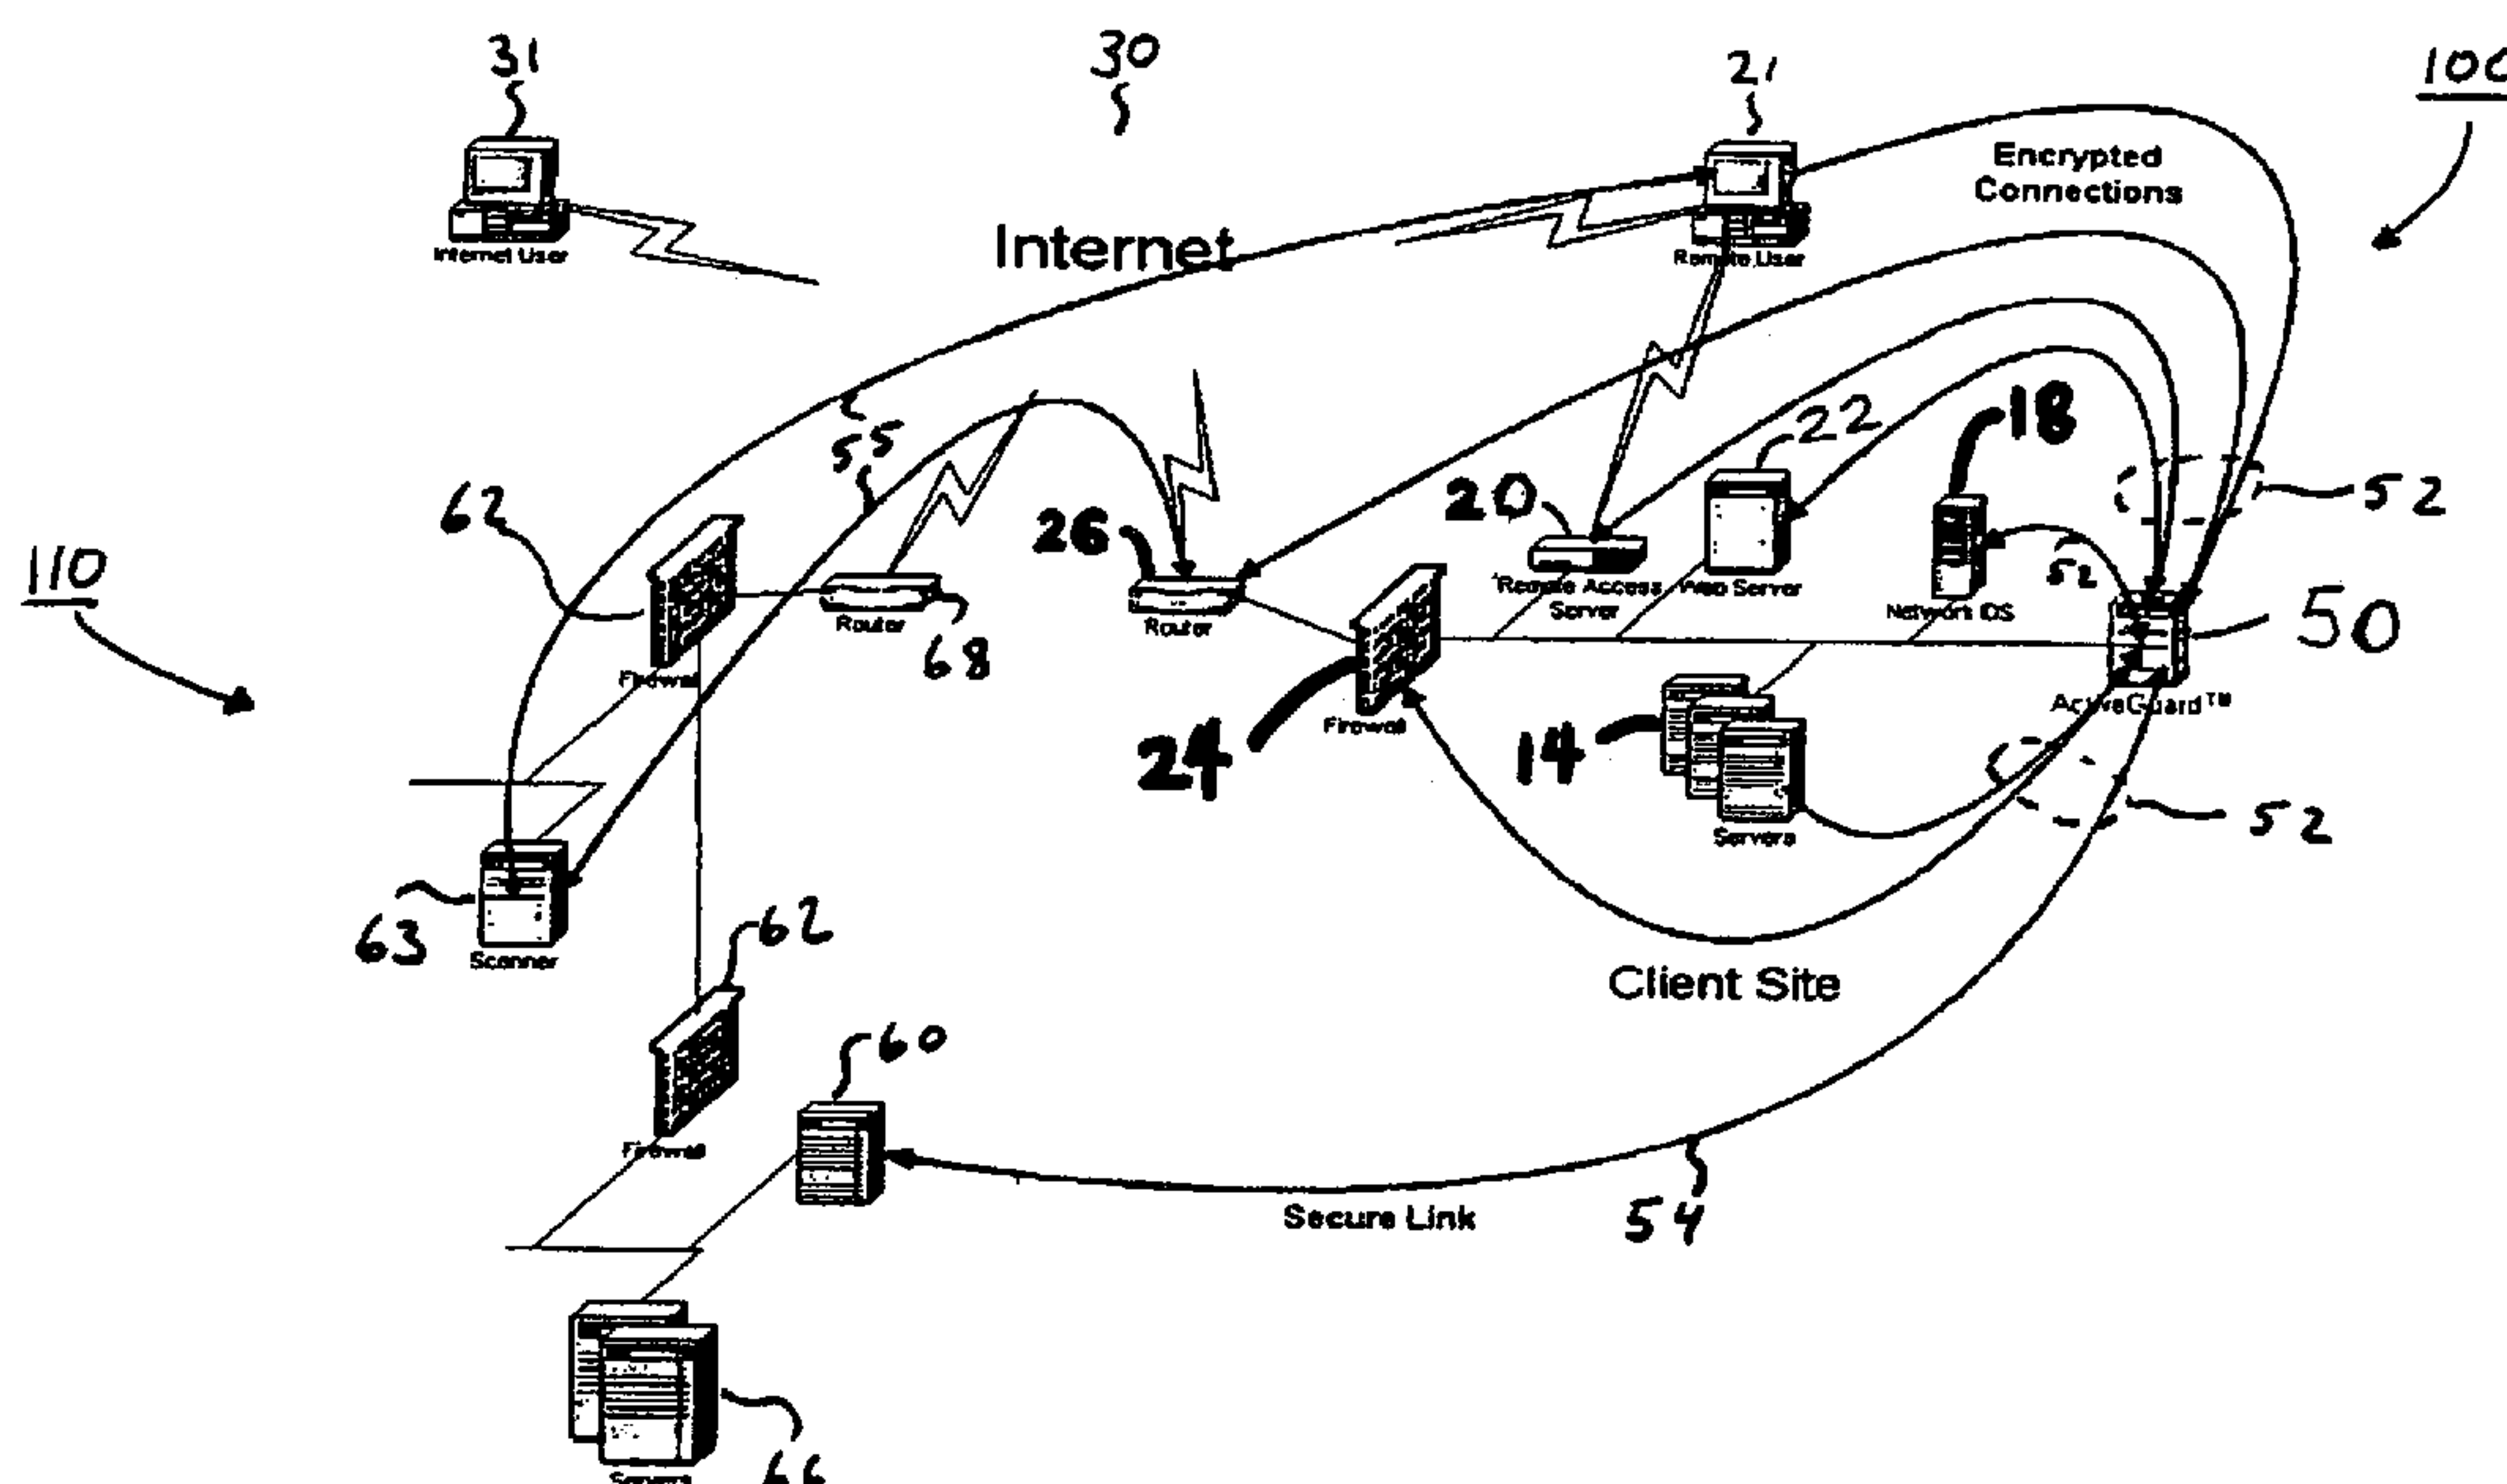 31
30
21
100
Encrypted
Connections
Internet
Internet User
Remote User
55
22
18
62
26
20
52
110
Remote Access
Server
Web Server
52
Network IDS
50
Router
68
Router
Firewall
ActiveGuard™
24
Firewall
14
52
Servers
63
Scanner
62
Client Site
60
Firewall
Secure Link
54
Servers
66